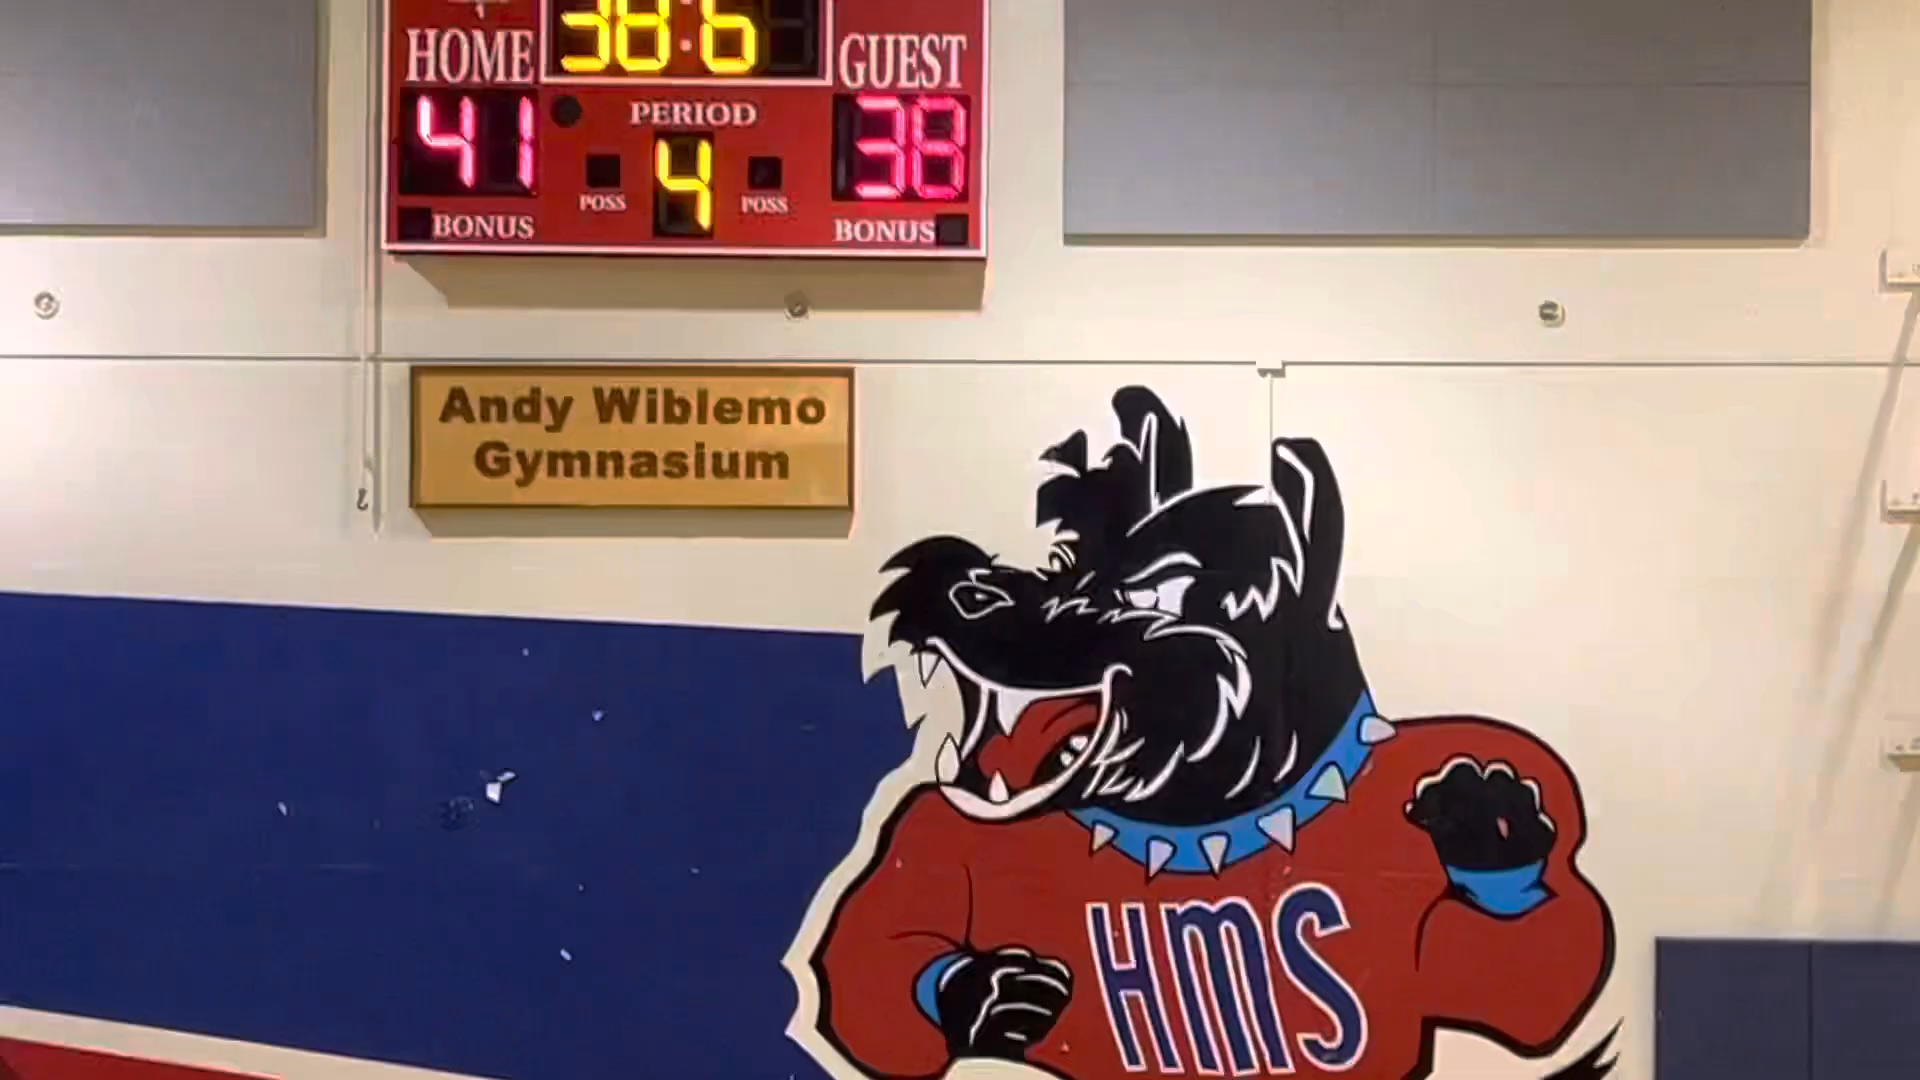 38:6
HOME GUEST
41 PERIOD 38
4
POSS POSS
BONUS BONUS
Andy Wiblemo
Gymnasium
HMS